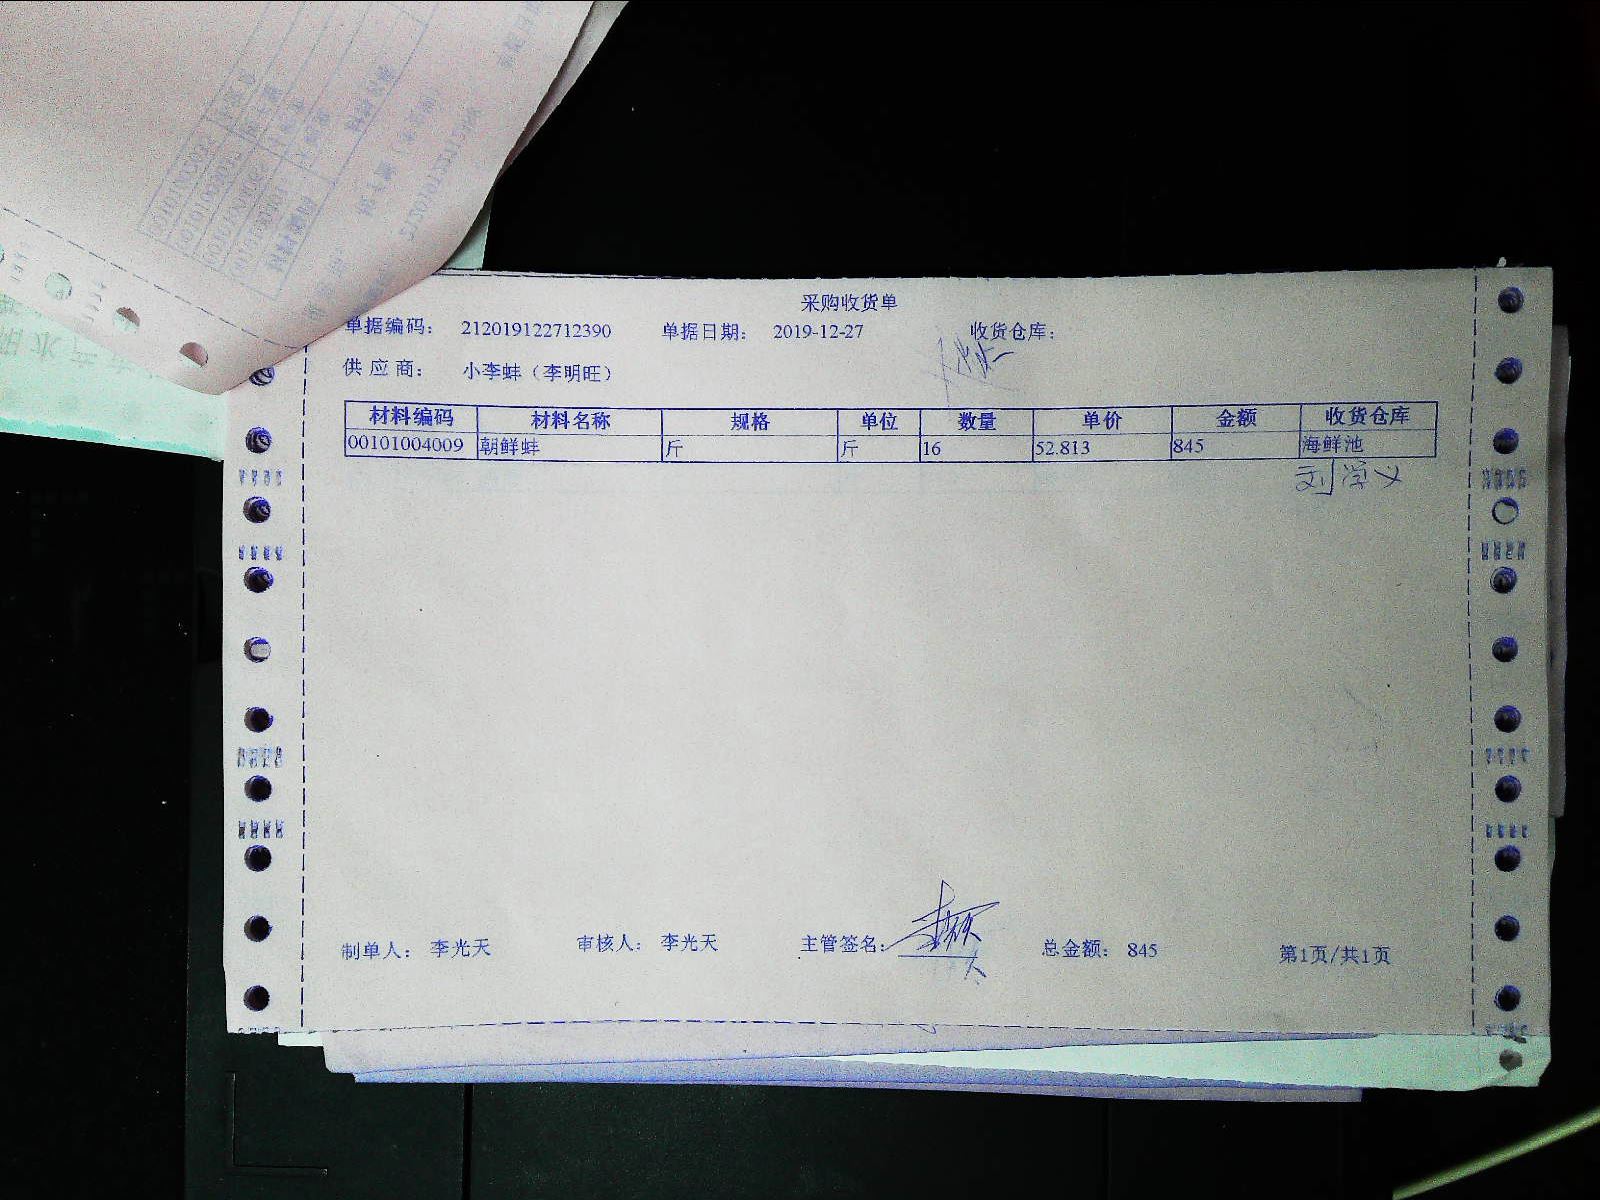 采购收货单
单据编码： 212019122712390 单据日期： 2019-12-27 收货仓库：
供 应 商： 小李蚌（李明旺）
材料编码 材料名称 规格 单位 数量 单价 金额 收货仓库
00101004009 朝鲜蚌 斤 斤 16 52.813 845 海鲜池
刘学义
制单人： 李光天 审核人： 李光天 主管签名： 总金额： 845 第1页/共1页